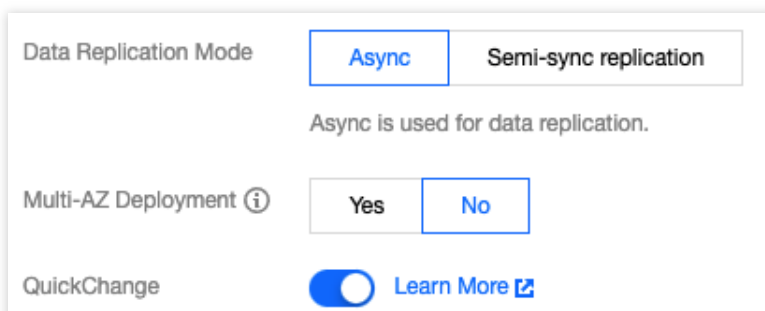 Data Replication Mode Async Semi-sync replication
Async is used for data replication.
Multi-AZ Deployment Yes No
QuickChange Learn More